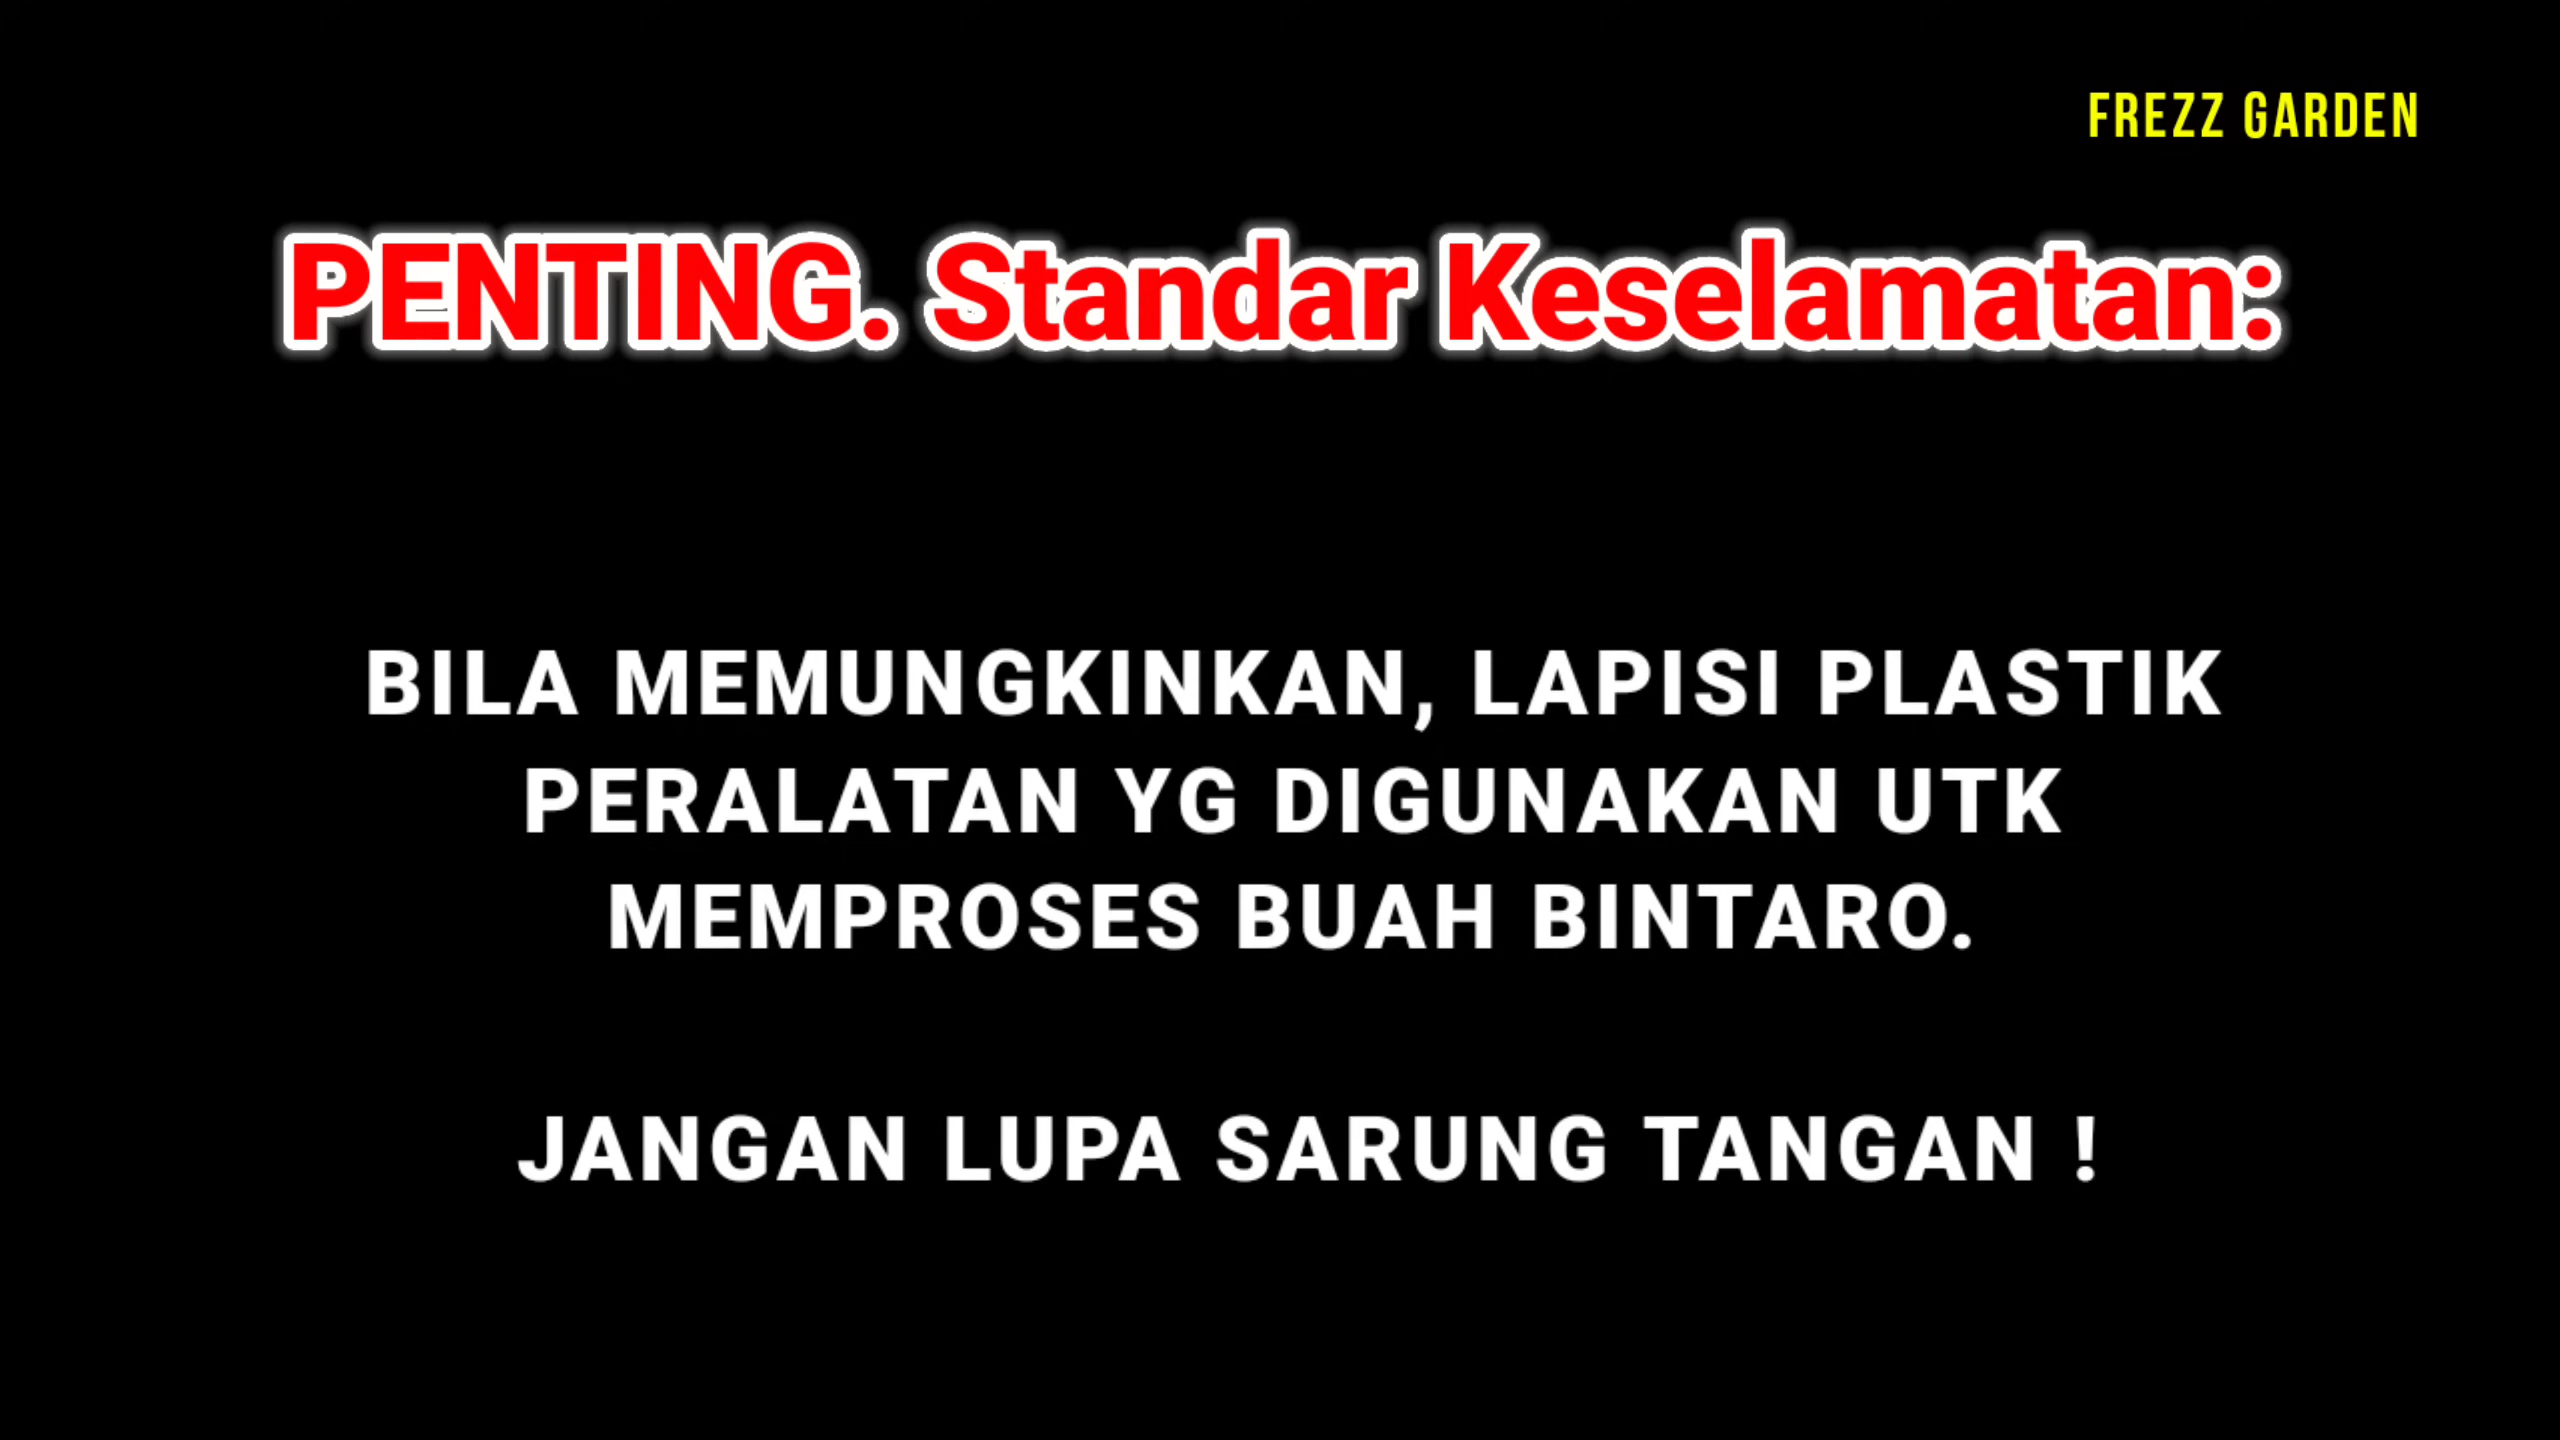 FREZZ GARDEN
PENTING. Standar Keselamatan:
BILA MEMUNGKINKAN, LAPISI PLASTIK
PERALATAN YG DIGUNAKAN UTK
MEMPROSES BUAH BINTARO.
JANGAN LUPA SARUNG TANGAN !